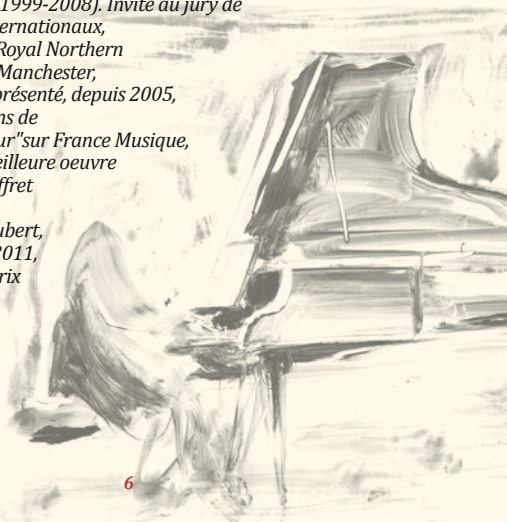 1999-2008). Invité au jury de
ernationaux,
Royal Northern
Manchester,
présenté, depuis 2005,
ns de
ur"sur France Musique,
eilleure oeuvre
ffret
ubert,
2011,
rix
6